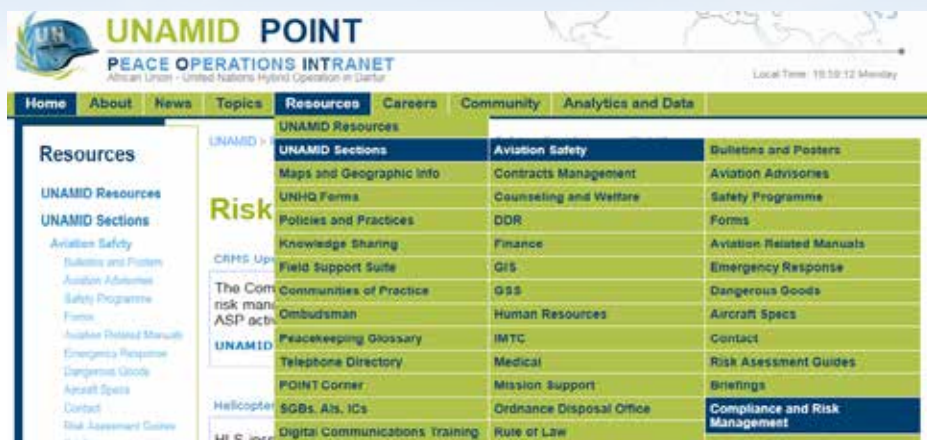 UN
UNAMID POINT
PEACE OPERATIONS INTRANET
African Union - United Nations Hybrid Operation in Darfur
Local Time: 19:59:12 Monday
Home About News Topics Resources Careers Community Analytics and Data
Resources
UNAMID Resources
UNAMID Sections
Aviation Safety
Bulletins and Posters
Aviation Advisories
Safety Programme
Forms
Aviation Related Manuals
Emergency Response
Dangerous Goods
Aircraft Specs
Contact
Risk Assessment Guides
UNAMID >
Risk
CRMS Up
The Com
risk man
ASP acti
UNAMID
Helicopter
UNAMID Resources
UNAMID Sections
Maps and Geographic Info
UNHQ Forms
Policies and Practices
Knowledge Sharing
Field Support Suite
Communities of Practice
Ombudsman
Peacekeeping Glossary
Telephone Directory
POINT Corner
SGBs, AIs, ICs
Digital Communications Training
Aviation Safety
Contracts Management
Counseling and Welfare
DDR
Finance
GIS
GSS
Human Resources
IMTC
Medical
Mission Support
Ordnance Disposal Office
Rule of Law
Bulletins and Posters
Aviation Advisories
Safety Programme
Forms
Aviation Related Manuals
Emergency Response
Dangerous Goods
Aircraft Specs
Contact
Risk Asessment Guides
Briefings
Compliance and Risk
Management